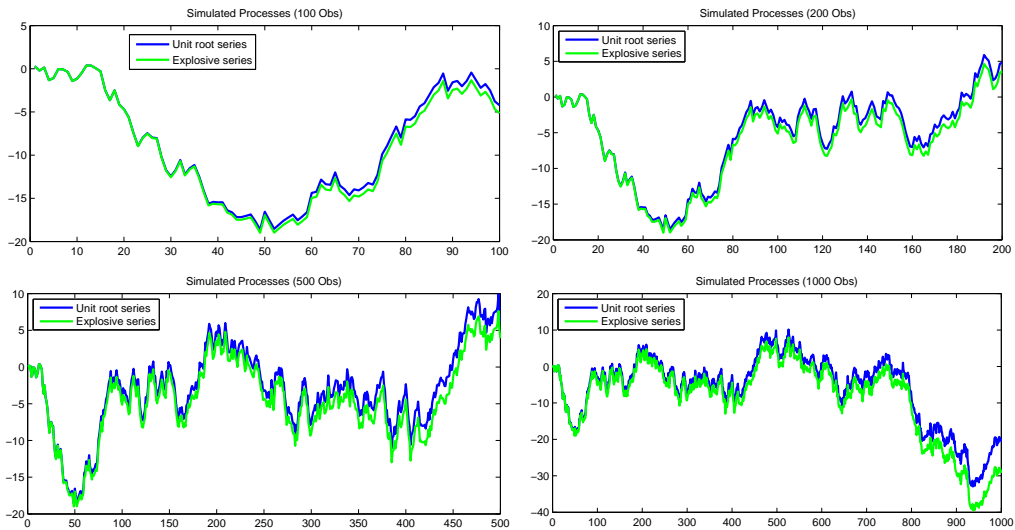 Simulated Processes (100 Obs)
5
0
−5
−10
−15
−20
0 10 20 30 40 50 60 70 80 90 100
Unit root series
Explosive series
Simulated Processes (200 Obs)
10
5
0
−5
−10
−15
−20
0 20 40 60 80 100 120 140 160 180 200
Unit root series
Explosive series
Simulated Processes (500 Obs)
10
5
0
−5
−10
−15
−20
0 50 100 150 200 250 300 350 400 450 500
Unit root series
Explosive series
Simulated Processes (1000 Obs)
20
10
0
−10
−20
−30
−40
0 100 200 300 400 500 600 700 800 900 1000
Unit root series
Explosive series